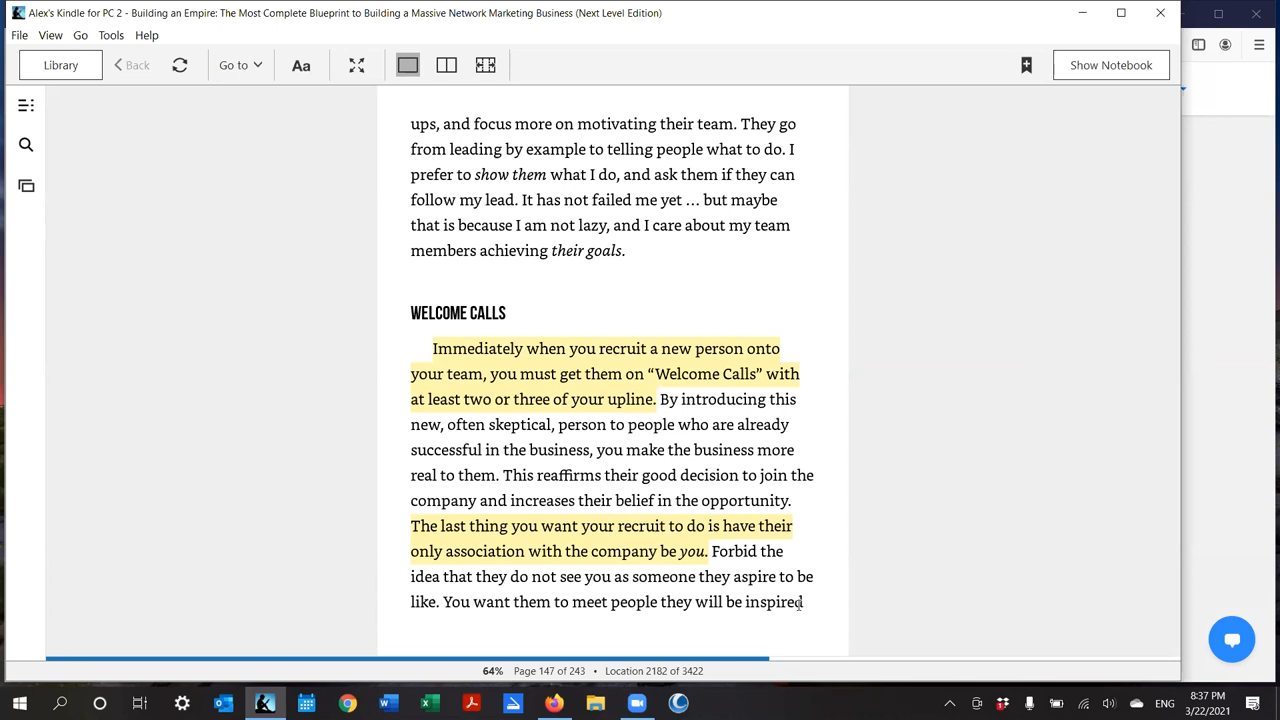 Alex's Kindle for PC 2 - Building an Empire: The Most Complete Blueprint to Building a Massive Network Marketing Business (Next Level Edition)
File View Go Tools Help
Library Back Go to Aa Show Notebook
ups, and focus more on motivating their team. They go
from leading by example to telling people what to do. I
prefer to show them what I do, and ask them if they can
follow my lead. It has not failed me yet … but maybe
that is because I am not lazy, and I care about my team
members achieving their goals.
WELCOME CALLS
Immediately when you recruit a new person onto
your team, you must get them on “Welcome Calls” with
at least two or three of your upline. By introducing this
new, often skeptical, person to people who are already
successful in the business, you make the business more
real to them. This reaffirms their good decision to join the
company and increases their belief in the opportunity.
The last thing you want your recruit to do is have their
only association with the company be you. Forbid the
idea that they do not see you as someone they aspire to be
like. You want them to meet people they will be inspired
64% Page 147 of 243 • Location 2182 of 3422
ENG
8:37 PM
3/22/2021